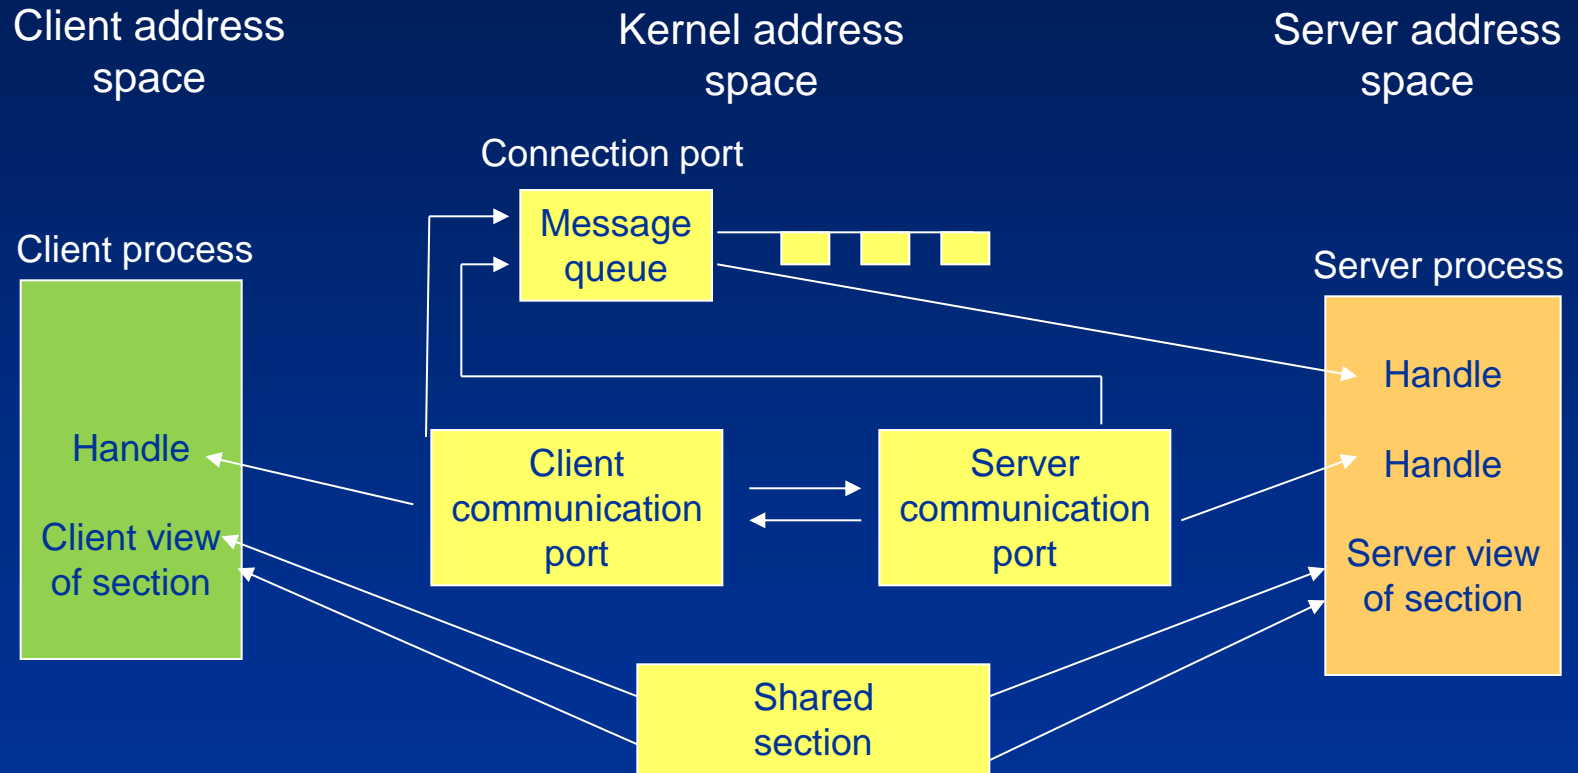 Client address
space
Kernel address
space
Server address
space
Connection port
Message
queue
Client process
Server process
Handle
Handle
Handle
Client
communication
port
Server
communication
port
Client view
of section
Server view
of section
Shared
section